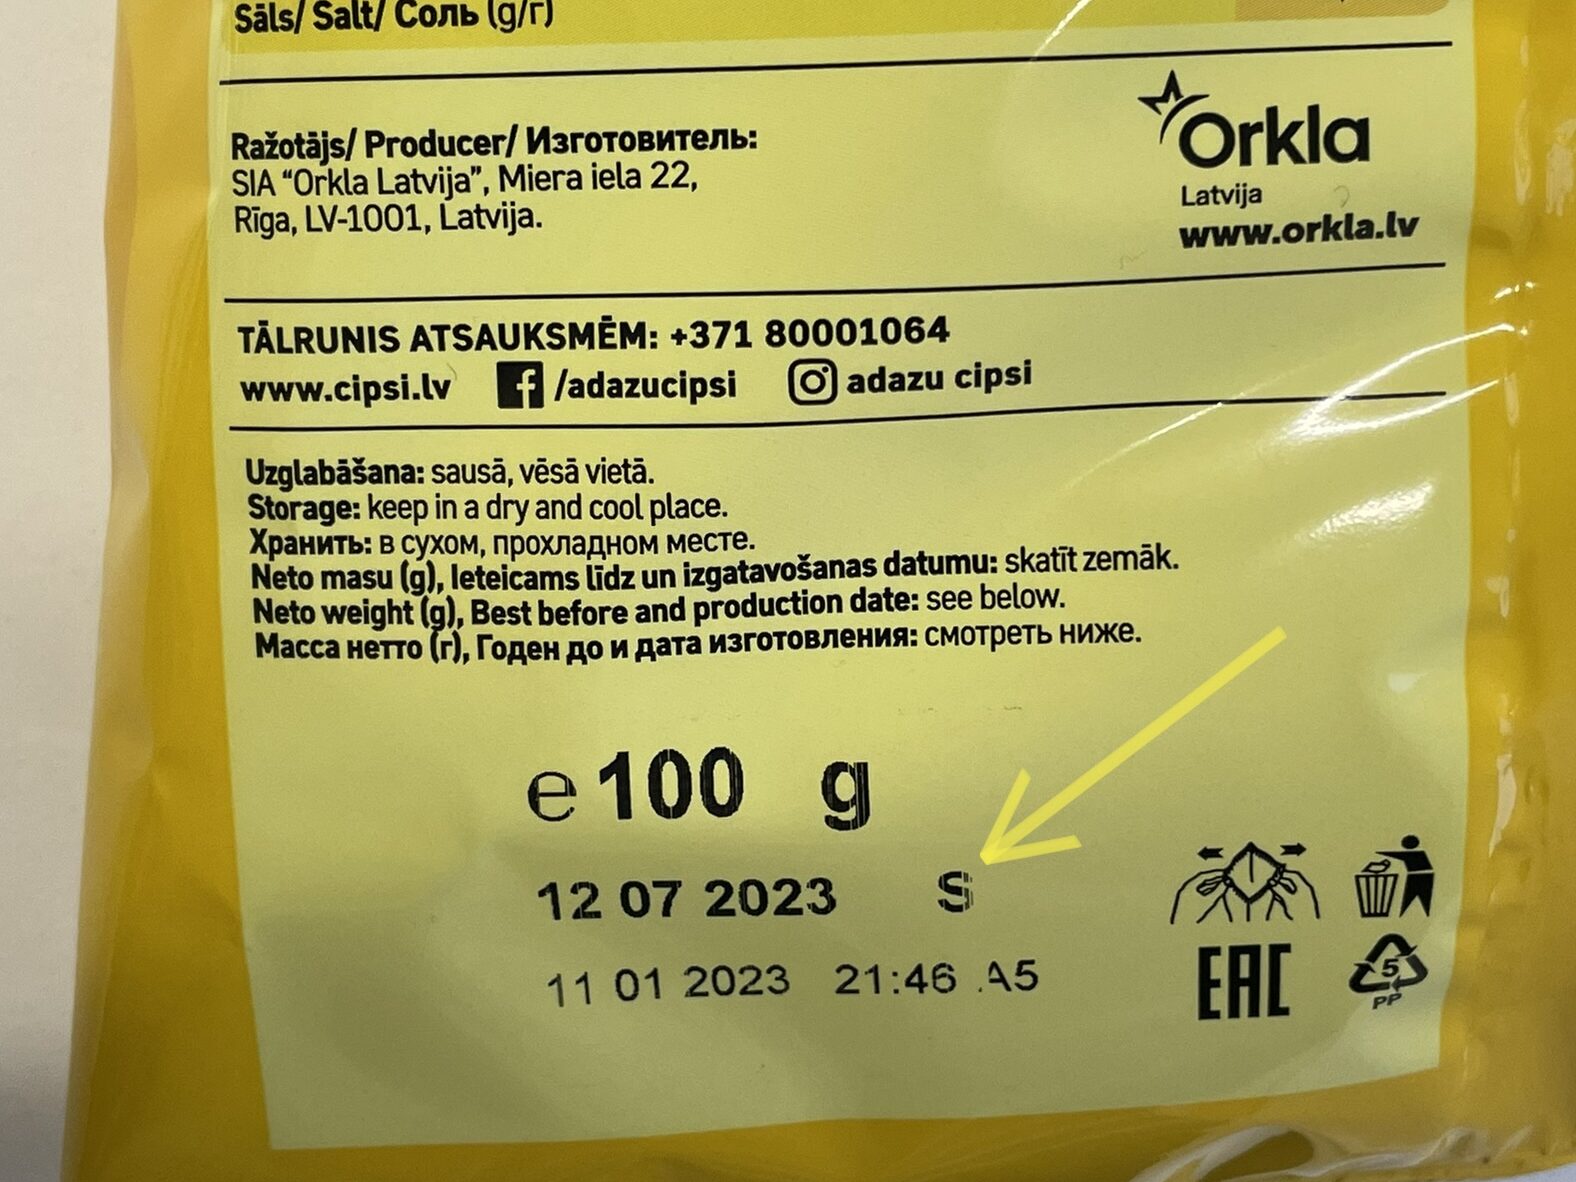 Sāls/ Salt/ Соль (g/г)
Ražotājs/ Producer/ Изготовитель:
SIA “Orkla Latvija”, Miera iela 22,
Rīga, LV-1001, Latvija.
Orkla
Latvija
www.orkla.lv
TĀLRUNIS ATSAUKSMĒM: +371 80001064
www.cipsi.lv /adazucipsi adazu cipsi
Uzglabāšana: sausā, vēsā vietā.
Storage: keep in a dry and cool place.
Хранить: в сухом, прохладном месте.
Neto masu (g), Ieteicams līdz un izgatavošanas datumu: skatīt zemāk.
Neto weight (g), Best before and production date: see below.
Масса нетто (г), Годен до и дата изготовления: смотреть ниже.
e 100 g
12 07 2023 S
11 01 2023 21:46 .A5
EAC
5
PP